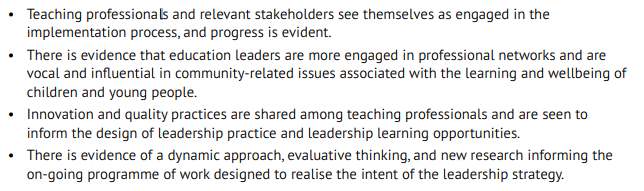 • Teaching professionals and relevant stakeholders see themselves as engaged in the
implementation process, and progress is evident.
• There is evidence that education leaders are more engaged in professional networks and are
vocal and influential in community-related issues associated with the learning and wellbeing of
children and young people.
• Innovation and quality practices are shared among teaching professionals and are seen to
inform the design of leadership practice and leadership learning opportunities.
• There is evidence of a dynamic approach, evaluative thinking, and new research informing the
on-going programme of work designed to realise the intent of the leadership strategy.